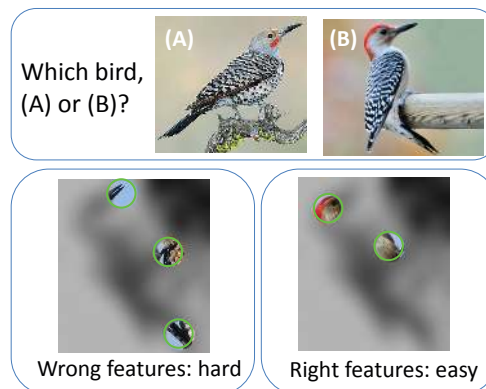 (A)
(B)
Which bird,
(A) or (B)?
Wrong features: hard
Right features: easy